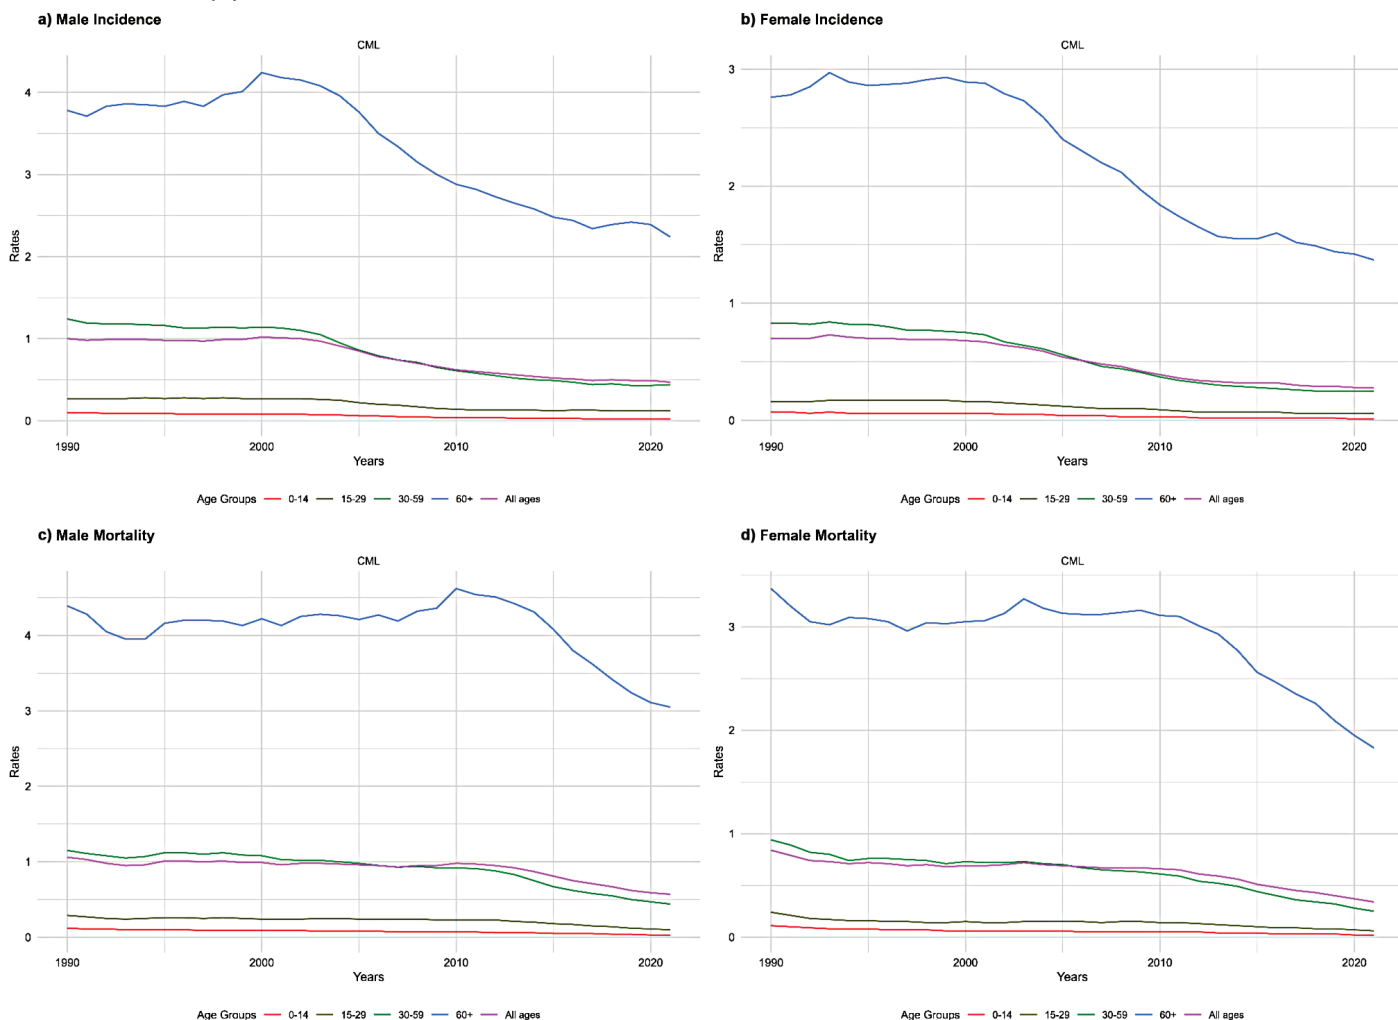 a) Male Incidence
CML
Rates
4
3
2
1
0
1990
2000
2010
2020
Years
Age Groups 0-14 15-29 30-59 60+ All ages
b) Female Incidence
CML
Rates
3
2
1
0
1990
2000
2010
2020
Years
Age Groups 0-14 15-29 30-59 60+ All ages
c) Male Mortality
CML
Rates
4
3
2
1
0
1990
2000
2010
2020
Years
Age Groups 0-14 15-29 30-59 60+ All ages
d) Female Mortality
CML
Rates
3
2
1
0
1990
2000
2010
2020
Years
Age Groups 0-14 15-29 30-59 60+ All ages